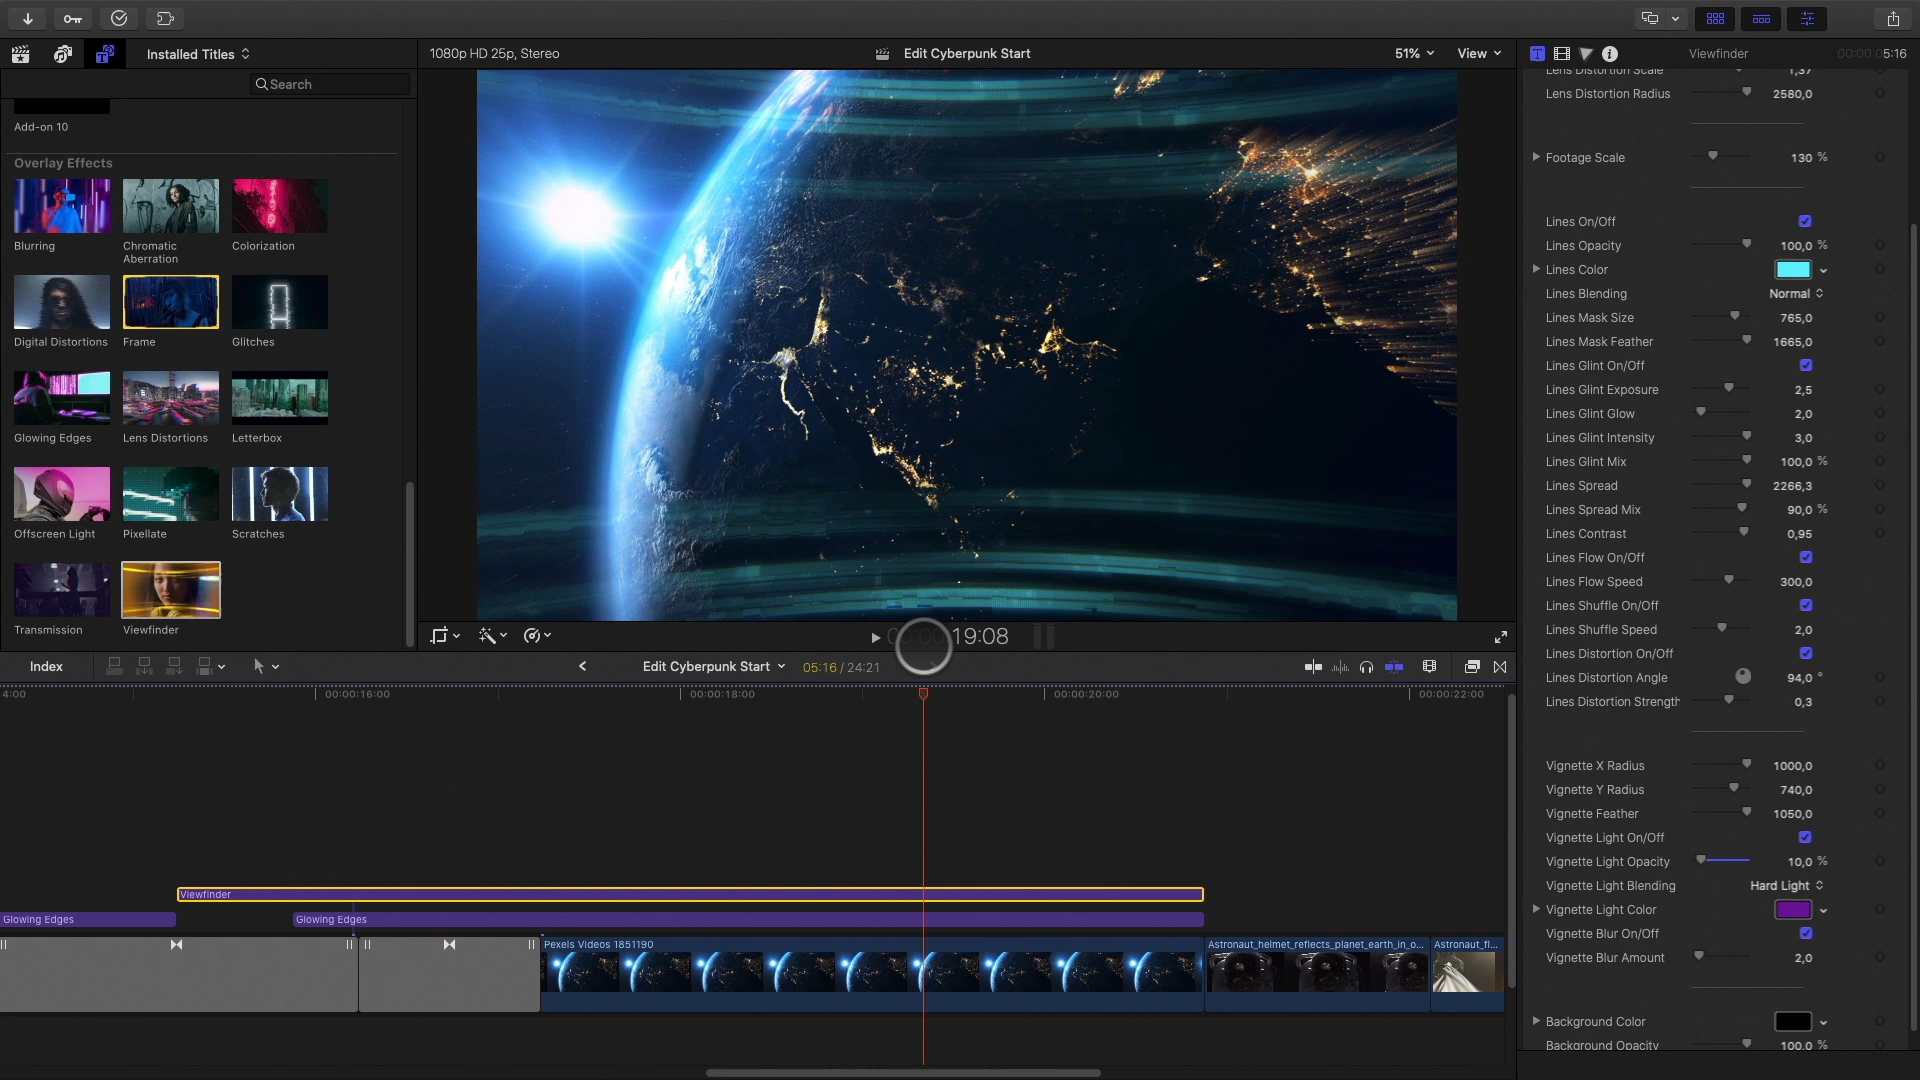 Installed Titles
1080p HD 25p, Stereo
Edit Cyberpunk Start
51%
View
Viewfinder
5:16
Search
Add-on 10
Overlay Effects
Blurring
Chromatic
Aberration
Colorization
Digital Distortions
Frame
Glitches
Glowing Edges
Lens Distortions
Letterbox
Offscreen Light
Pixellate
Scratches
Transmission
Viewfinder
19:08
Lens Distortion Scale 1,37
Lens Distortion Radius 2580,0
Footage Scale 130 %
Lines On/Off
Lines Opacity 100,0 %
Lines Color
Lines Blending Normal
Lines Mask Size 765,0
Lines Mask Feather 1665,0
Lines Glint On/Off
Lines Glint Exposure 2,5
Lines Glint Glow 2,0
Lines Glint Intensity 3,0
Lines Glint Mix 100,0 %
Lines Spread 2266,3
Lines Spread Mix 90,0 %
Lines Contrast 0,95
Lines Flow On/Off
Lines Flow Speed 300,0
Lines Shuffle On/Off
Lines Shuffle Speed 2,0
Lines Distortion On/Off
Lines Distortion Angle 94,0 °
Lines Distortion Strength 0,3
Vignette X Radius 1000,0
Vignette Y Radius 740,0
Vignette Feather 1050,0
Vignette Light On/Off
Vignette Light Opacity 10,0 %
Vignette Light Blending Hard Light
Vignette Light Color
Vignette Blur On/Off
Vignette Blur Amount 2,0
Background Color
Background Opacity 100,0 %
Index
Edit Cyberpunk Start
05:16 / 24:21
4:00
00:00:16:00
00:00:18:00
00:00:20:00
00:00:22:00
Viewfinder
Glowing Edges
Glowing Edges
Pexels Videos 1851190
Astronaut_helmet_reflects_planet_earth_in_o...
Astronaut_fl...